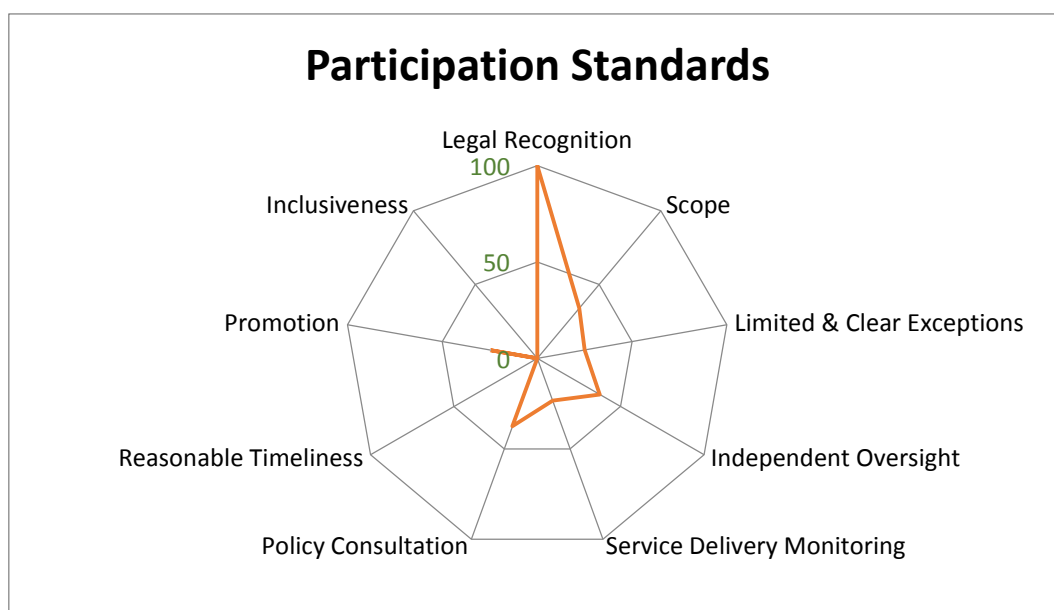 Participation Standards
Legal Recognition
100
Inclusiveness
Scope
50
Promotion
Limited & Clear Exceptions
0
Reasonable Timeliness
Independent Oversight
Policy Consultation
Service Delivery Monitoring